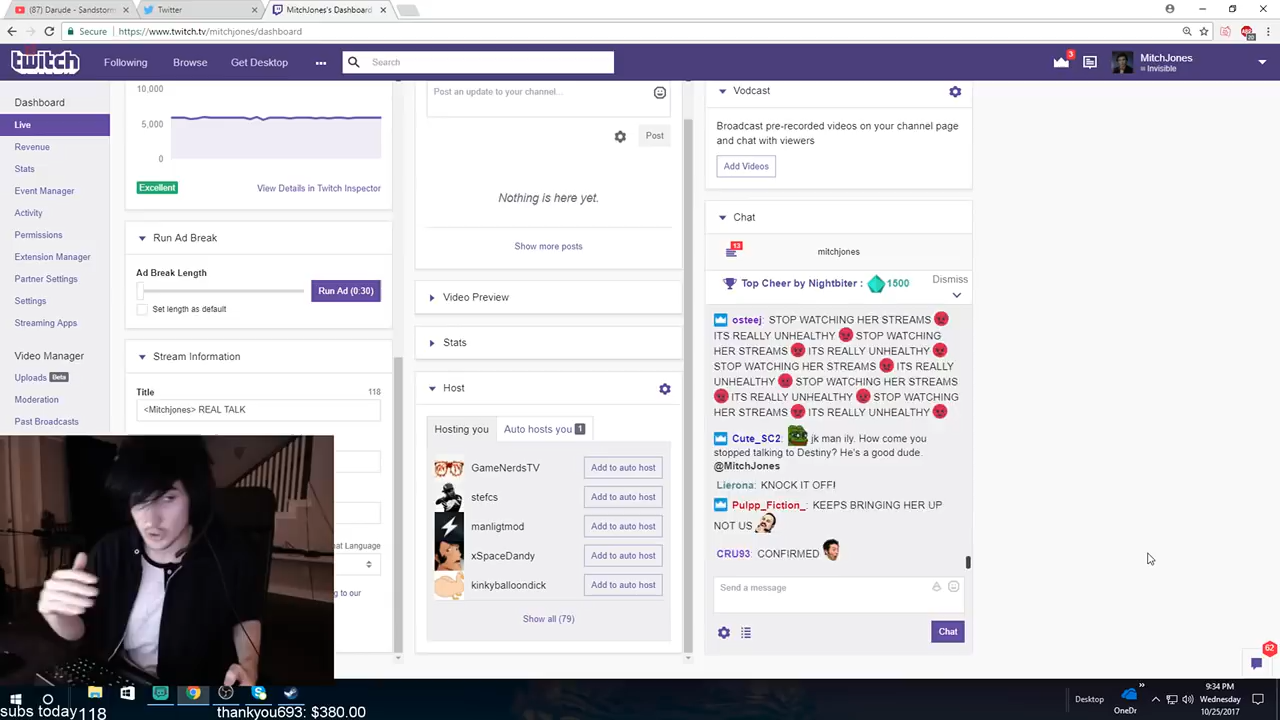 (87) Darude - Sandstorm
Twitter
MitchJones's Dashboard
Secure
https://www.twitch.tv/mitchjones/dashboard
twitch
Following
Browse
Get Desktop
Search
3
MitchJones
= Invisible
Dashboard
Live
Revenue
Stats
Event Manager
Activity
Permissions
Extension Manager
Partner Settings
Settings
Streaming Apps
Video Manager
Uploads Beta
Moderation
Past Broadcasts
10,000
5,000
0
Excellent
View Details in Twitch Inspector
Run Ad Break
Ad Break Length
Run Ad (0:30)
Set length as default
Stream Information
Title
118
<Mitchjones> REAL TALK
Language
to our
Post an update to your channel...
Post
Nothing is here yet.
Show more posts
Video Preview
Stats
Host
Hosting you
Auto hosts you 1
GameNerdsTV
Add to auto host
stefcs
Add to auto host
manligtmod
Add to auto host
xSpaceDandy
Add to auto host
kinkyballoondick
Add to auto host
Show all (79)
Vodcast
Broadcast pre-recorded videos on your channel page
and chat with viewers
Add Videos
Chat
13
mitchjones
Top Cheer by Nightbiter : 1500
Dismiss
osteej: STOP WATCHING HER STREAMS
ITS REALLY UNHEALTHY STOP WATCHING
HER STREAMS ITS REALLY UNHEALTHY
STOP WATCHING HER STREAMS ITS REALLY
UNHEALTHY STOP WATCHING HER STREAMS
ITS REALLY UNHEALTHY STOP WATCHING
HER STREAMS ITS REALLY UNHEALTHY
Cute_SC2: jk man ily. How come you
stopped talking to Destiny? He's a good dude.
@MitchJones
Lierona: KNOCK IT OFF!
Pulpp_Fiction_: KEEPS BRINGING HER UP
NOT US
CRU93: CONFIRMED
Send a message
Chat
62
subs today 118
thankyou693: $380.00
Desktop
OneDr
9:34 PM
Wednesday
10/25/2017